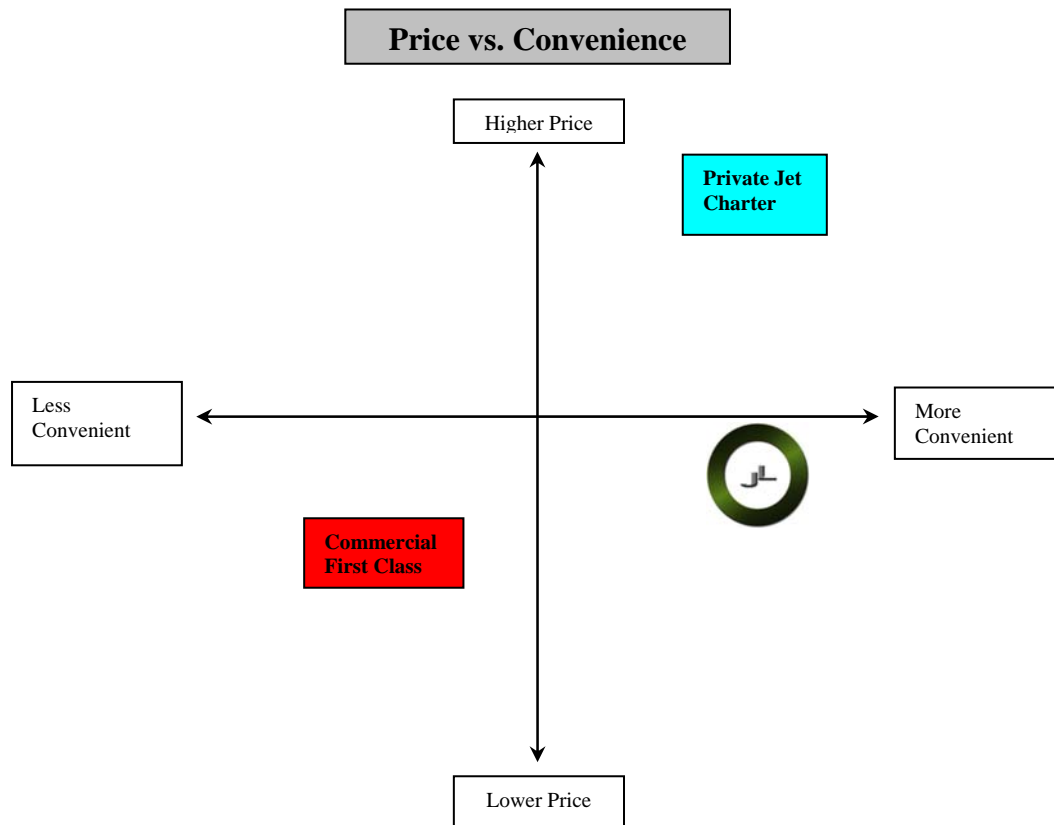 Price vs. Convenience
Higher Price
Private Jet
Charter
Less
Convenient
More
Convenient
JL
Commercial
First Class
Lower Price